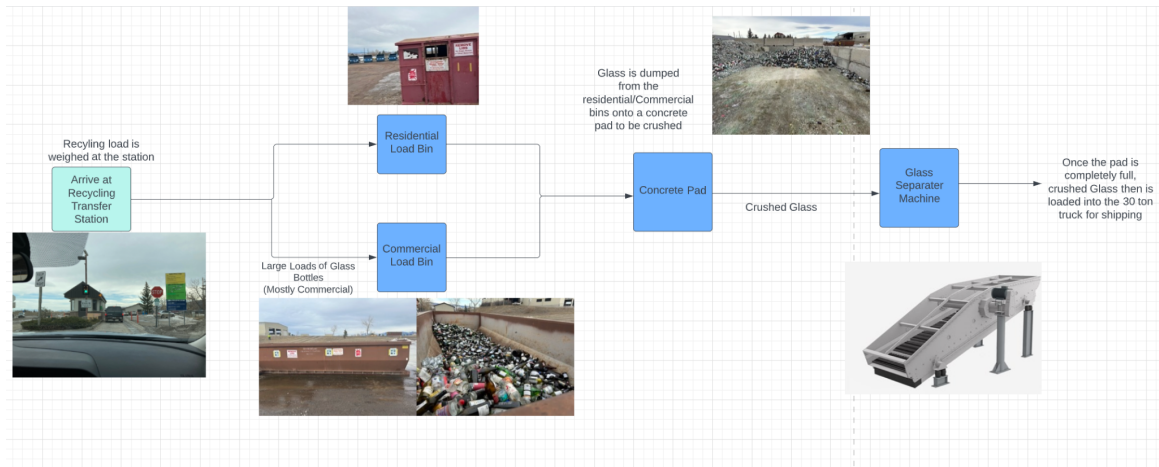 Recyling load is
weighed at the station
Arrive at
Recycling
Transfer
Station
Residential
Load Bin
Large Loads of Glass
Bottles
(Mostly Commercial)
Commercial
Load Bin
Glass is dumped
from the
residential/Commercial
bins onto a concrete
pad to be crushed
Concrete Pad
Crushed Glass
Glass
Separater
Machine
Once the pad is
completely full,
crushed Glass then is
loaded into the 30 ton
truck for shipping
STOP